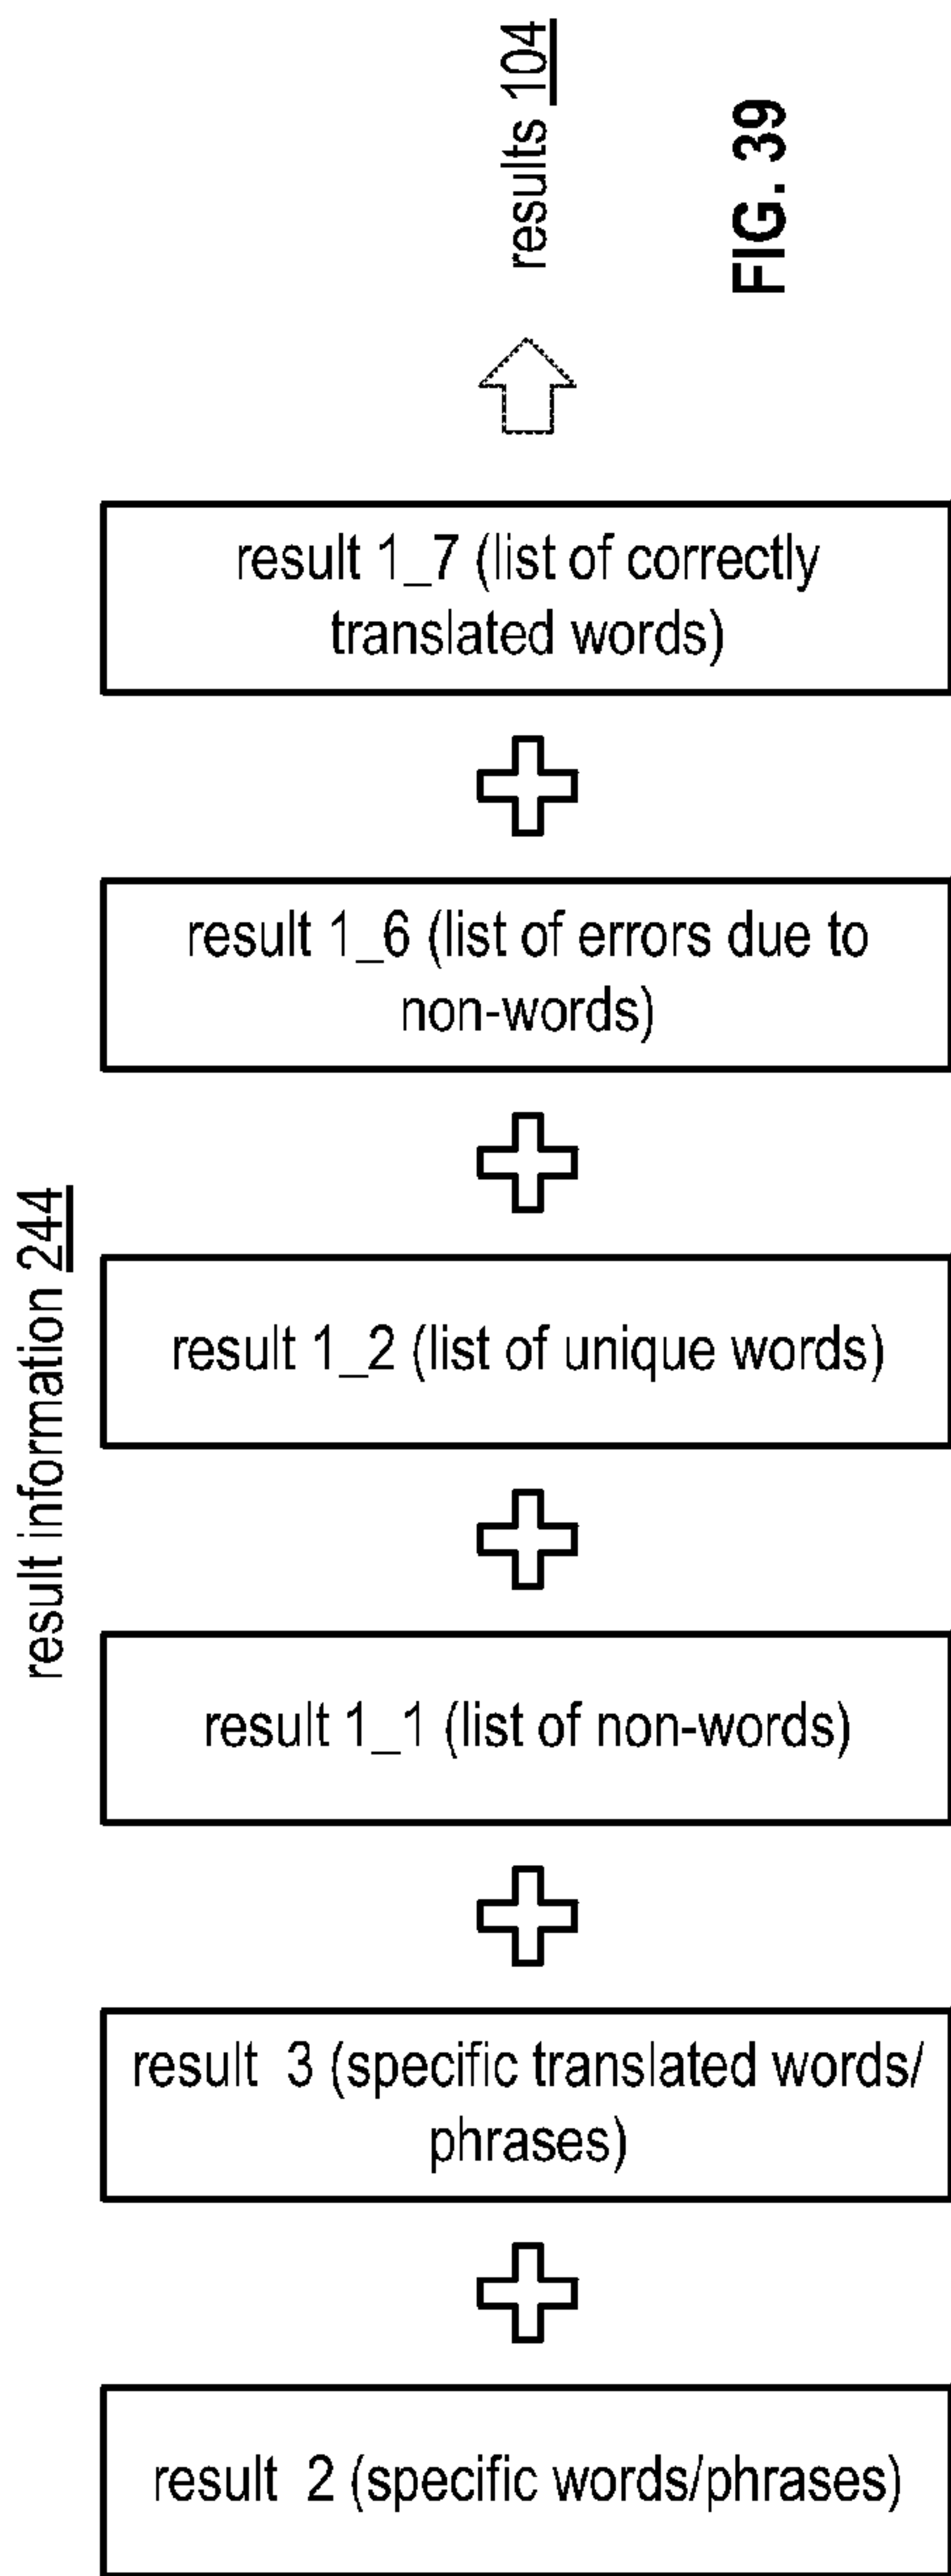 results 104
FIG. 39
result 1_7 (list of correctly
translated words)
result 1_6 (list of errors due to
non-words)
result information 244
result 1_2 (list of unique words)
result 1_1 (list of non-words)
result 3 (specific translated words/
phrases)
result 2 (specific words/phrases)